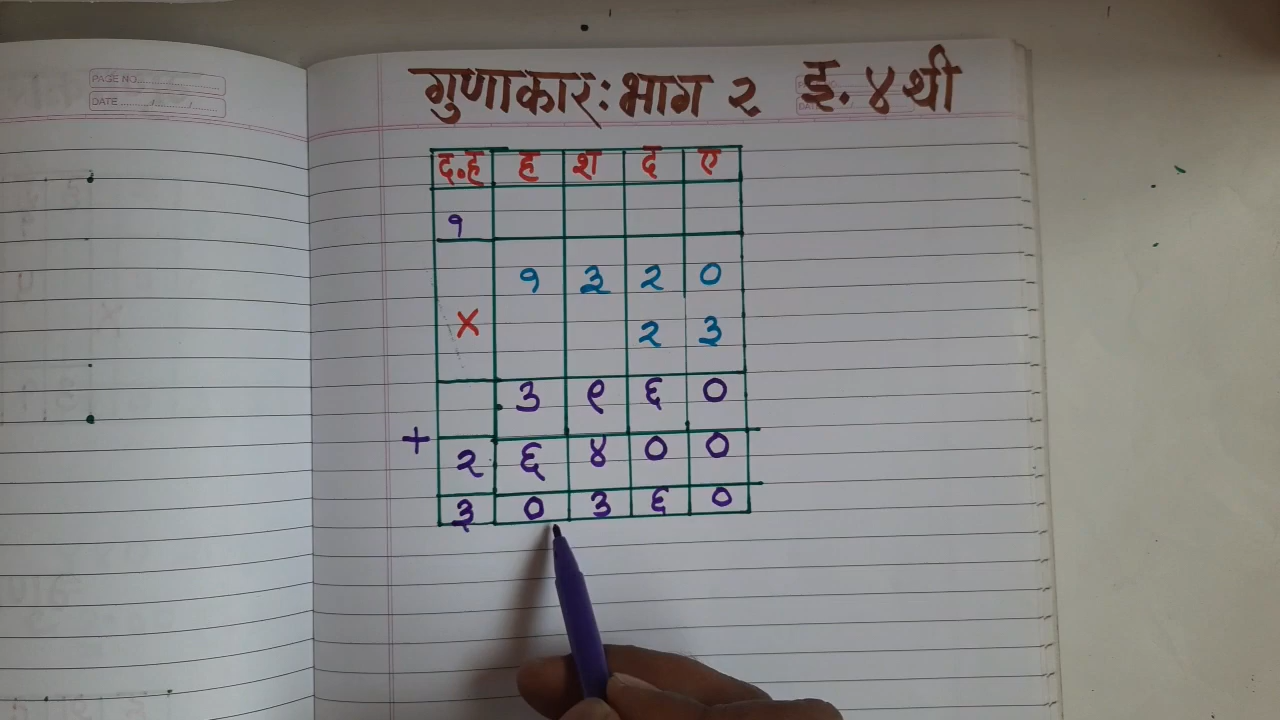 PAGE NO.
DATE ......../......../........
गुणाकार: भाग २ इ. ४ थी
द.ह ह श द ए
१
१ ३ २ ०
× २ ३
३ ९ ६ ०
+ २ ६ ४ ० ०
३ ० ३ ६ ०